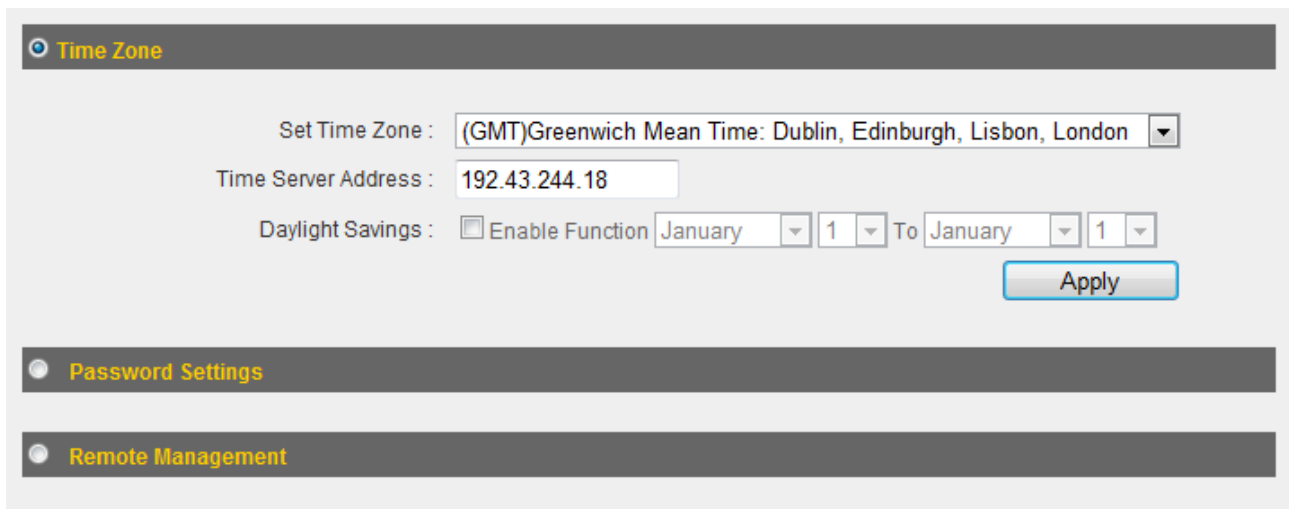 Time Zone
Set Time Zone : (GMT)Greenwich Mean Time: Dublin, Edinburgh, Lisbon, London
Time Server Address : 192.43.244.18
Daylight Savings : Enable Function January 1 To January 1
Apply
Password Settings
Remote Management